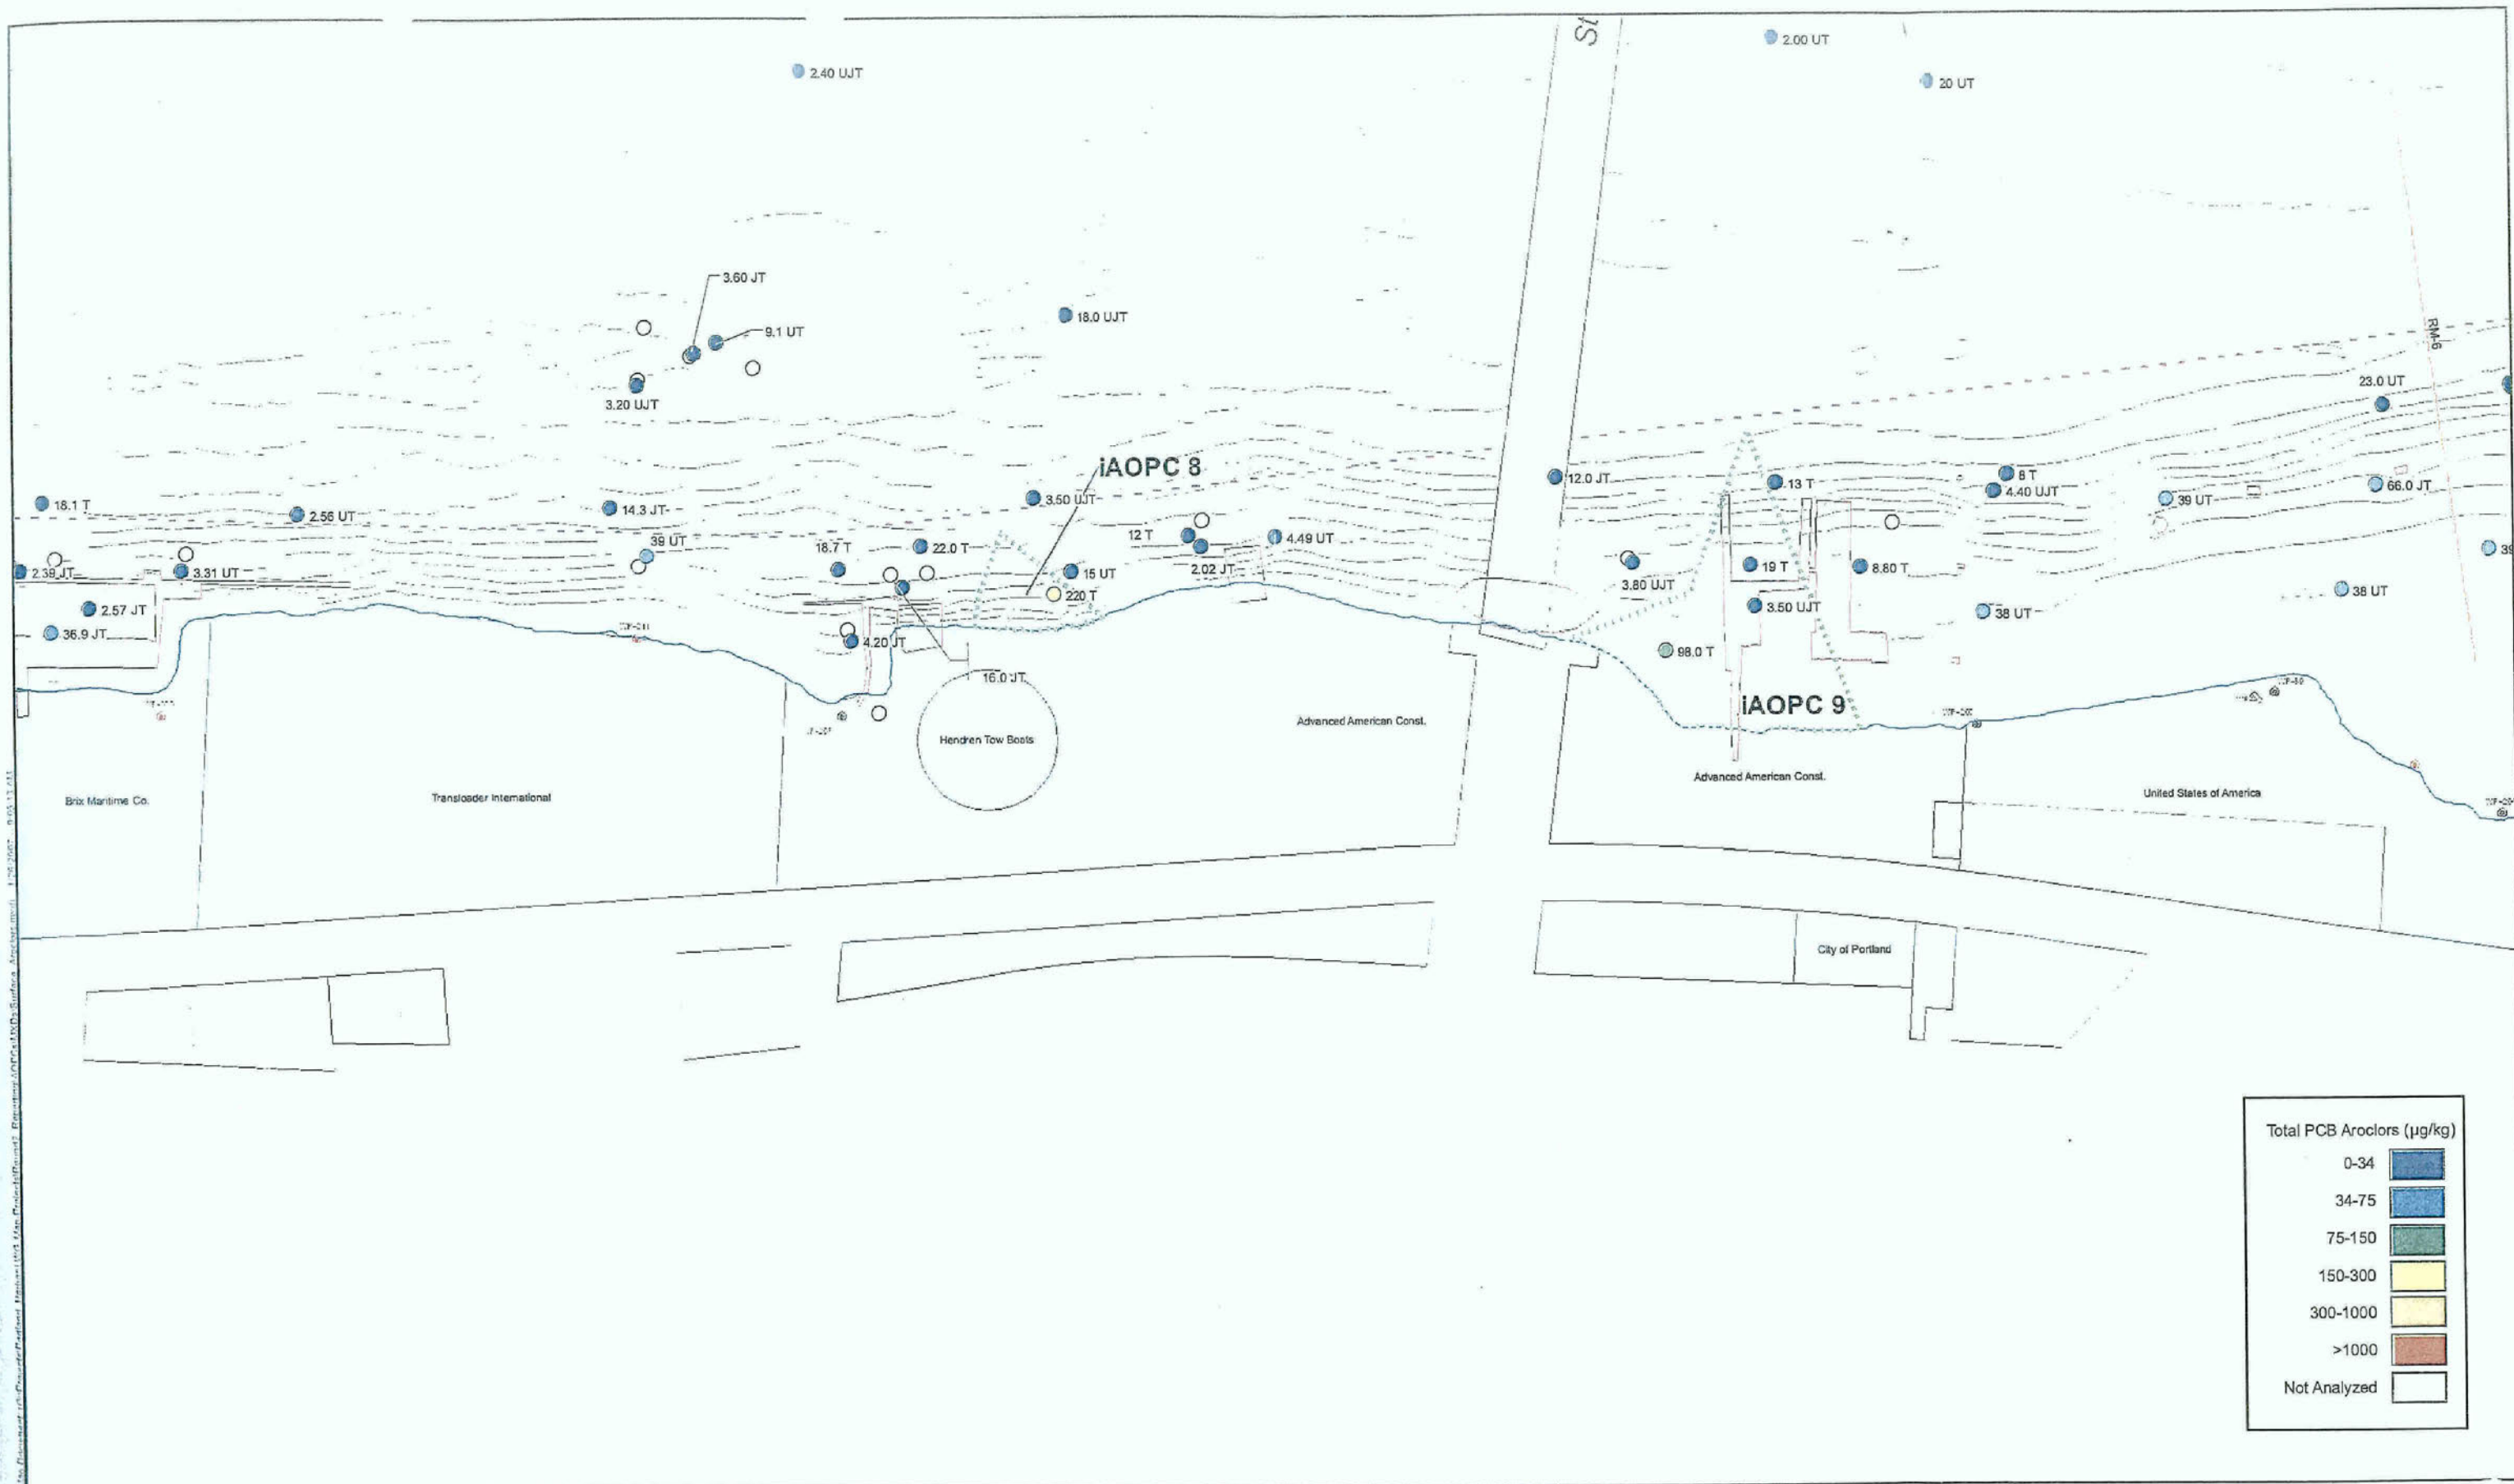 St
2.00 UT
2.40 UJT
20 UT
3.60 JT
18.0 UJT
9.1 UT
RM-6
23.0 UT
3.20 UJT
iAOPC 8
12.0 JT
8 T
13 T
66.0 JT
4.40 UJT
3.50 UJT
39 UT
18.1 T
14.3 JT
2.56 UT
12 T
4.49 UT
39 UT
18.7 T
22.0 T
39
2.39 JT
3.31 UT
15 UT
2.02 JT
19 T
8.80 T
3.80 UJT
38 UT
220 T
2.57 JT
3.50 UJT
38 UT
36.9 JT
4.20 JT
98.0 T
16.0 JT
iAOPC 9
Advanced American Const.
Hendren Tow Boats
Advanced American Const.
United States of America
Brix Maritime Co.
Transloader International
City of Portland
Total PCB Aroclors (µg/kg)
0-34
34-75
75-150
150-300
300-1000
>1000
Not Analyzed